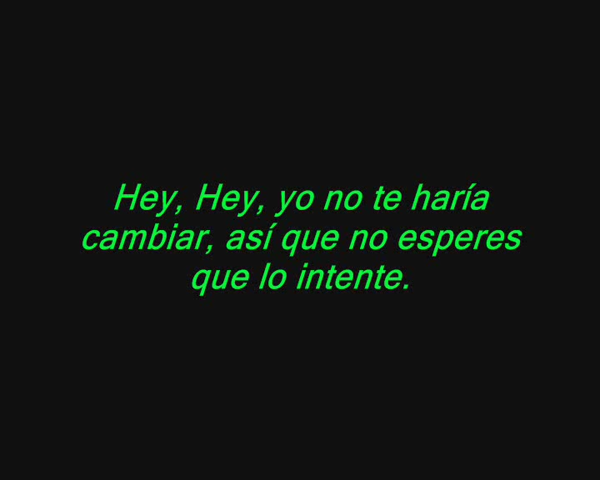 Hey, Hey, yo no te haría
cambiar, así que no esperes
que lo intente.